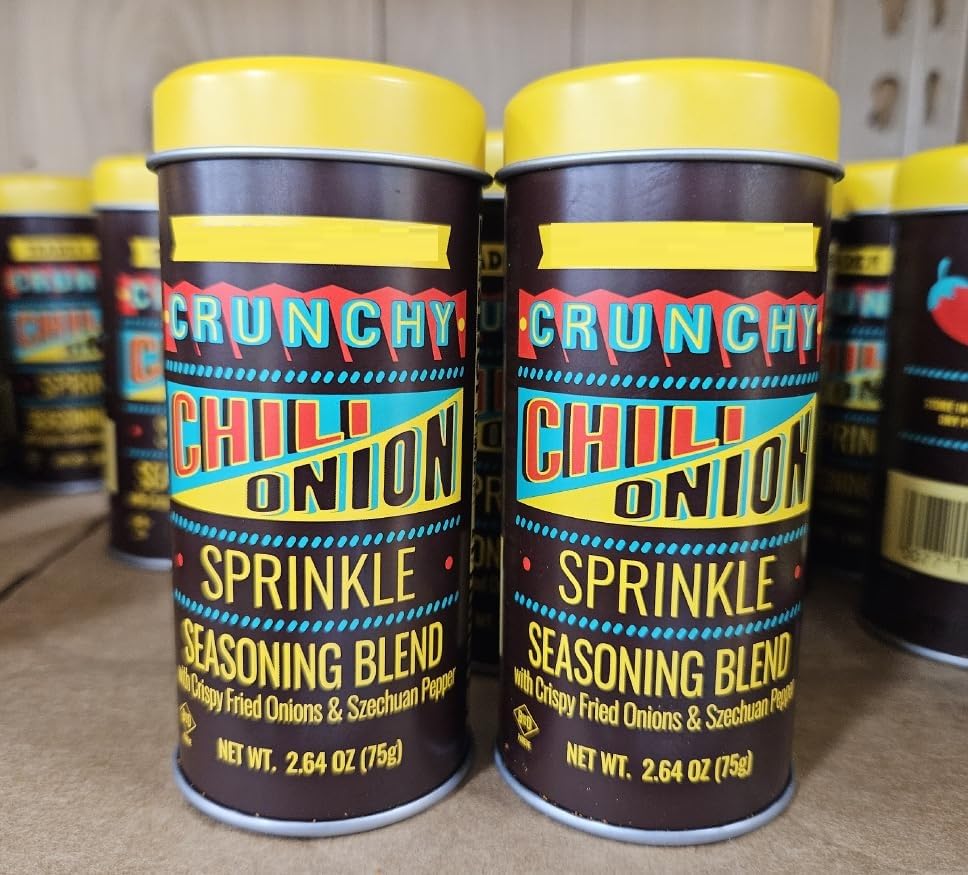 CRUNCHY
CHILI
ONION
SPRINKLE
SEASONING BLEND
with Crispy Fried Onions & Szechuan Pepper
NET WT. 2.64 OZ (75g)
CRUNCHY
CHILI
ONION
SPRINKLE
SEASONING BLEND
with Crispy Fried Onions & Szechuan Pepper
NET WT. 2.64 OZ (75g)